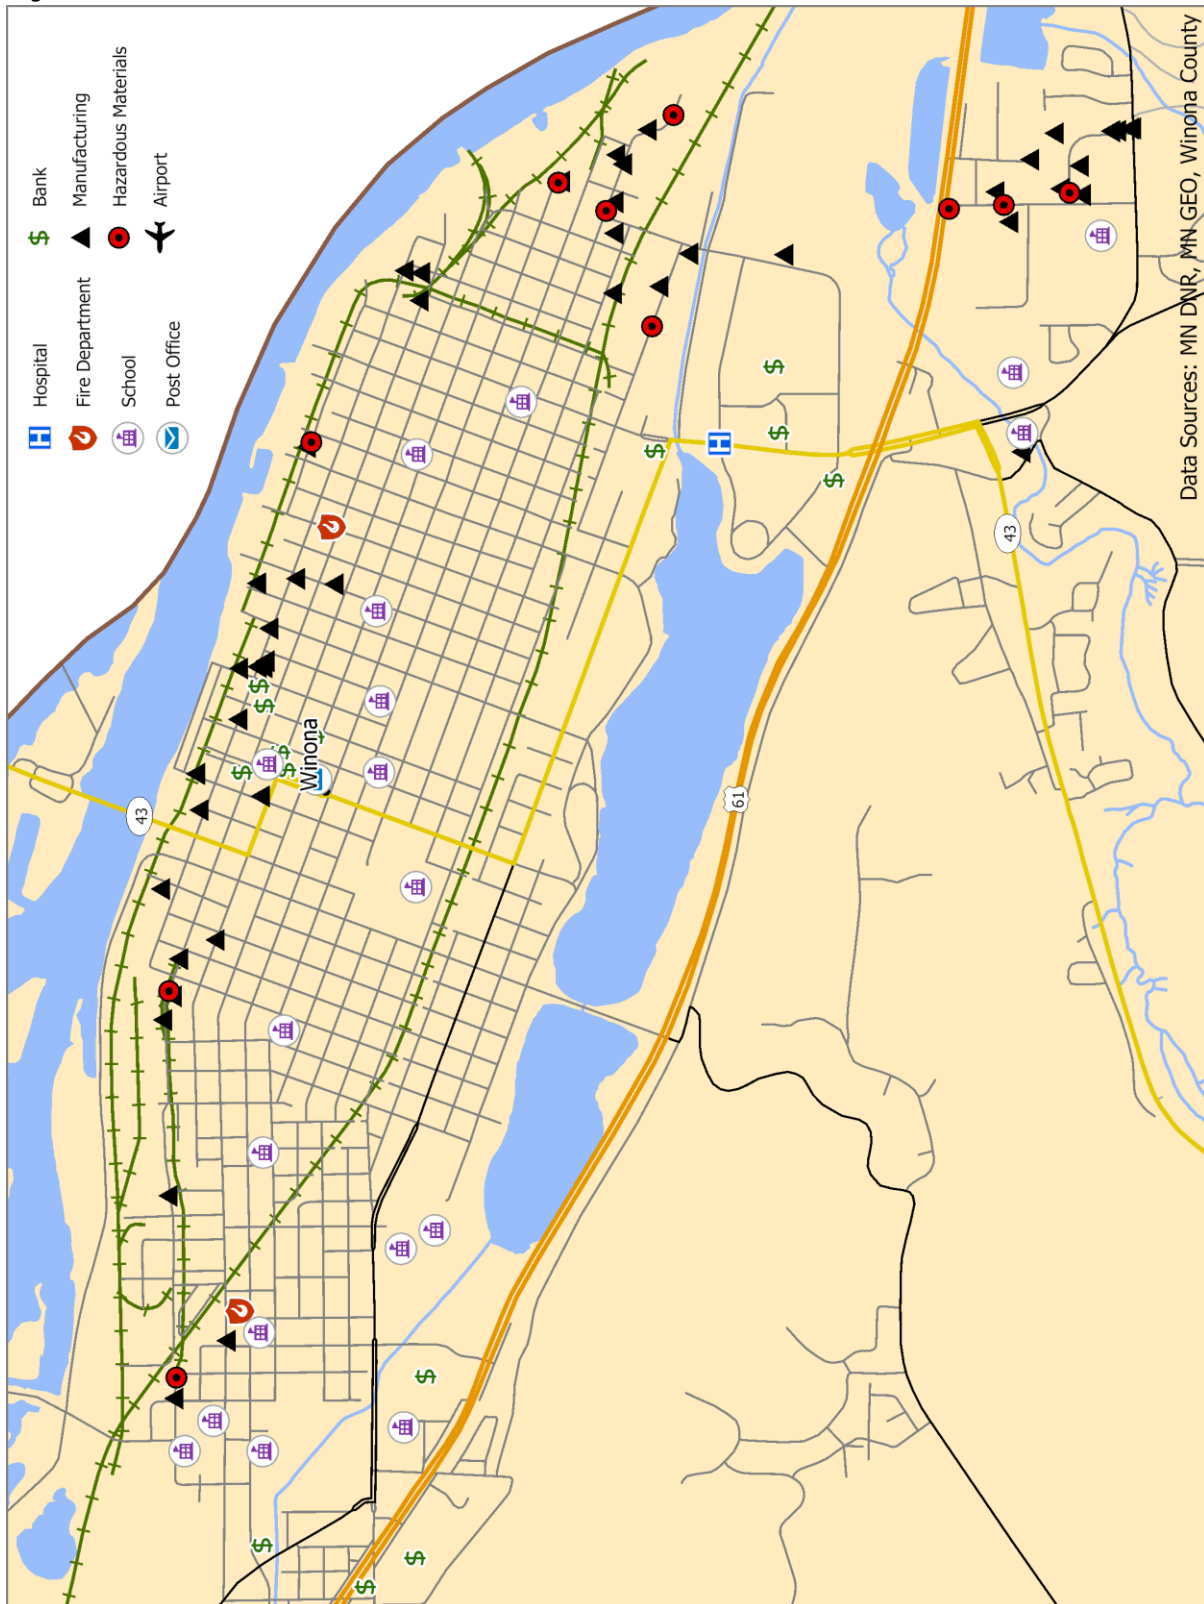 Hospital
Fire Department
School
Post Office
Bank
Manufacturing
Hazardous Materials
Airport
43
Winona
61
43
Data Sources: MN DNR, MN GEO, Winona County